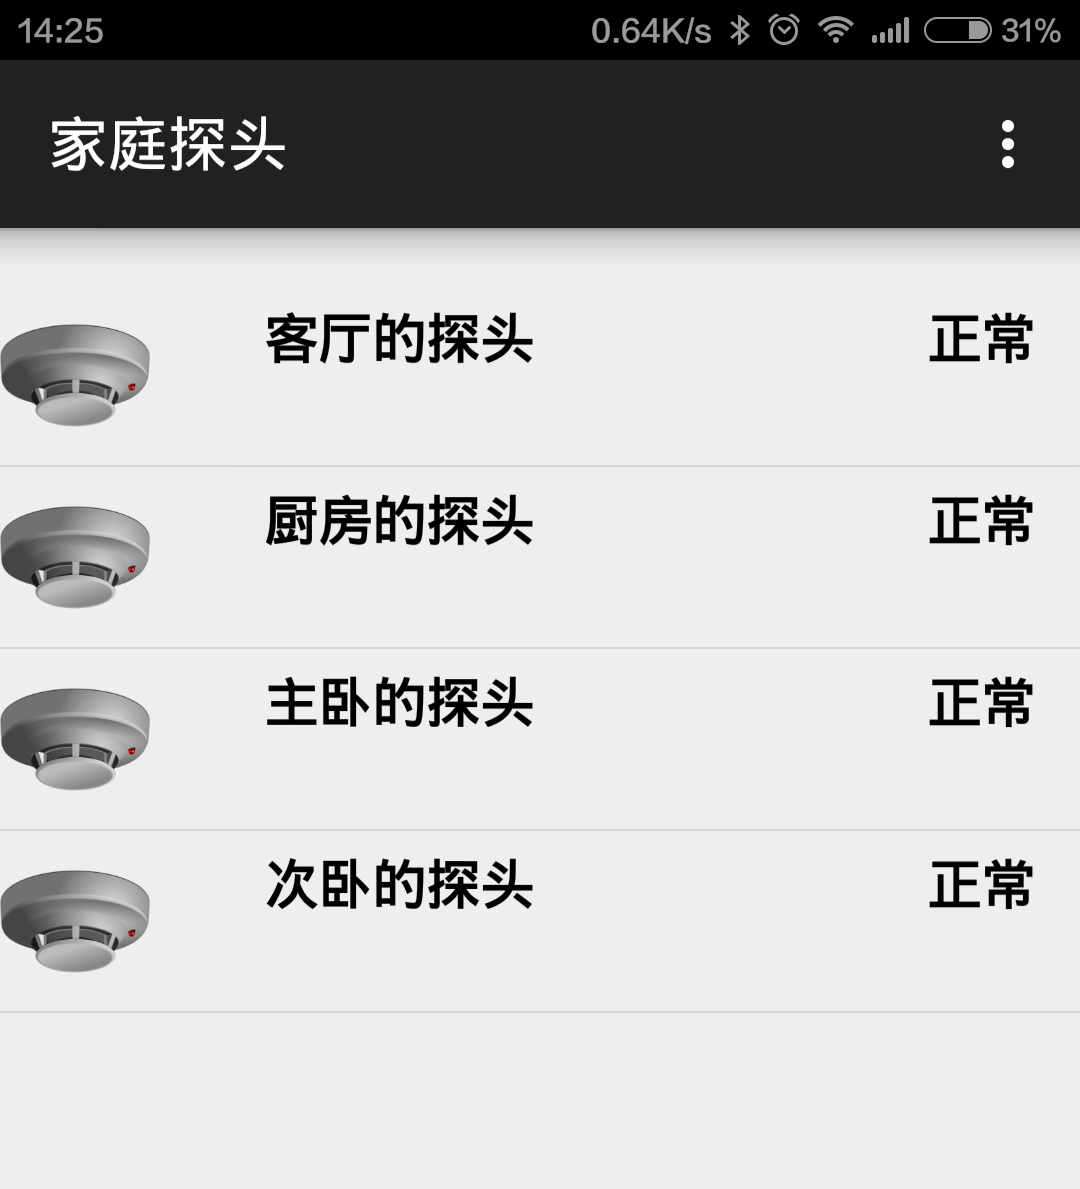 14:25 0.64K/s 31%
家庭探头
客厅的探头 正常
厨房的探头 正常
主卧的探头 正常
次卧的探头 正常